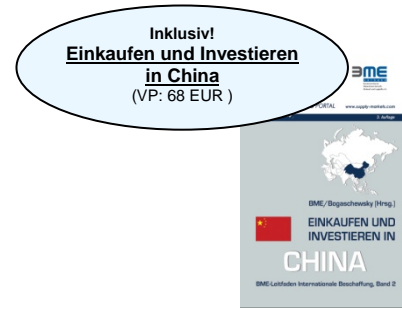 Inklusiv!
Einkaufen und Investieren
in China
(VP: 68 EUR )
BME
PORTAL www.supply-markets.com
2. Auflage
BME/Bogaschewsky (Hrsg.)
EINKAUFEN UND
INVESTIEREN IN
CHINA
BME-Leitfaden Internationale Beschaffung, Band 2